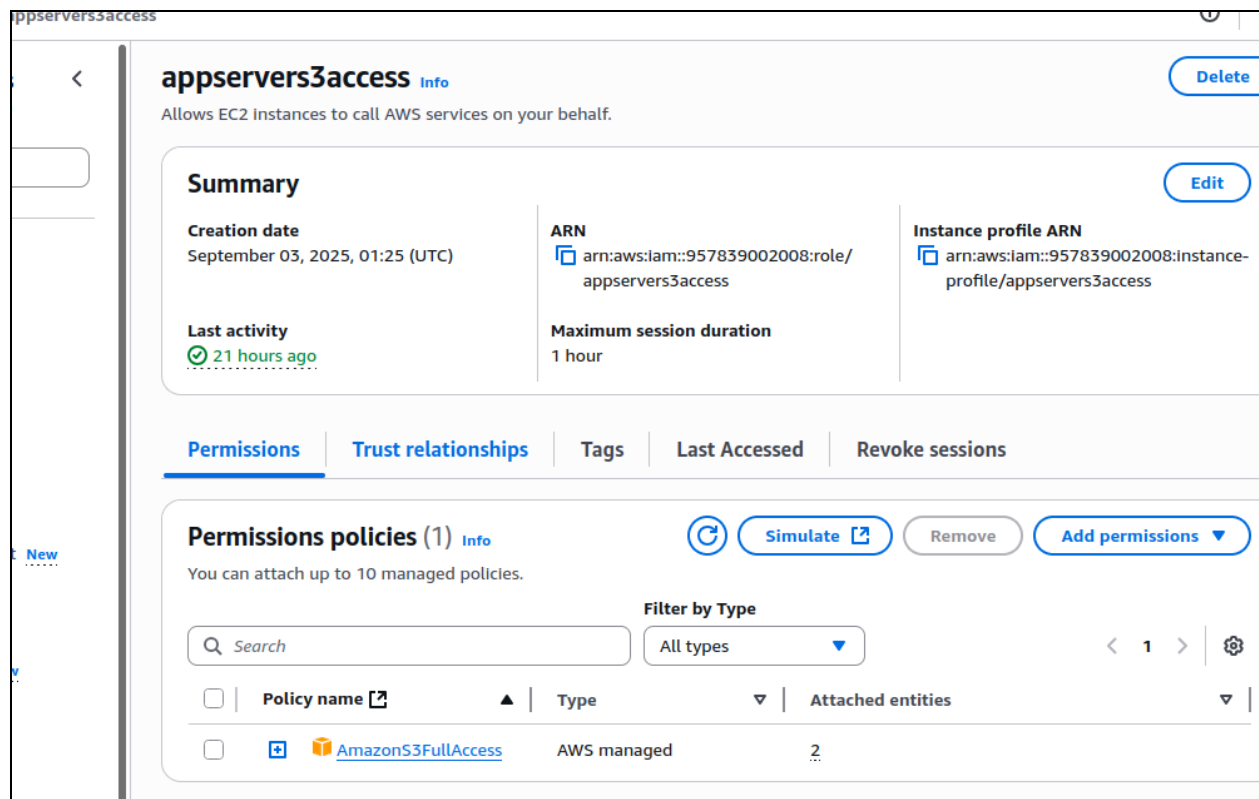 appservers3access
appservers3access Info
Delete
Allows EC2 instances to call AWS services on your behalf.
Summary
Edit
Creation date
September 03, 2025, 01:25 (UTC)
ARN
arn:aws:iam::957839002008:role/
appservers3access
Instance profile ARN
arn:aws:iam::957839002008:instance-
profile/appservers3access
Last activity
21 hours ago
Maximum session duration
1 hour
Permissions
Trust relationships
Tags
Last Accessed
Revoke sessions
Permissions policies (1) Info
Simulate
Remove
Add permissions
You can attach up to 10 managed policies.
New
Filter by Type
Search
All types
1
Policy name
Type
Attached entities
AmazonS3FullAccess
AWS managed
2